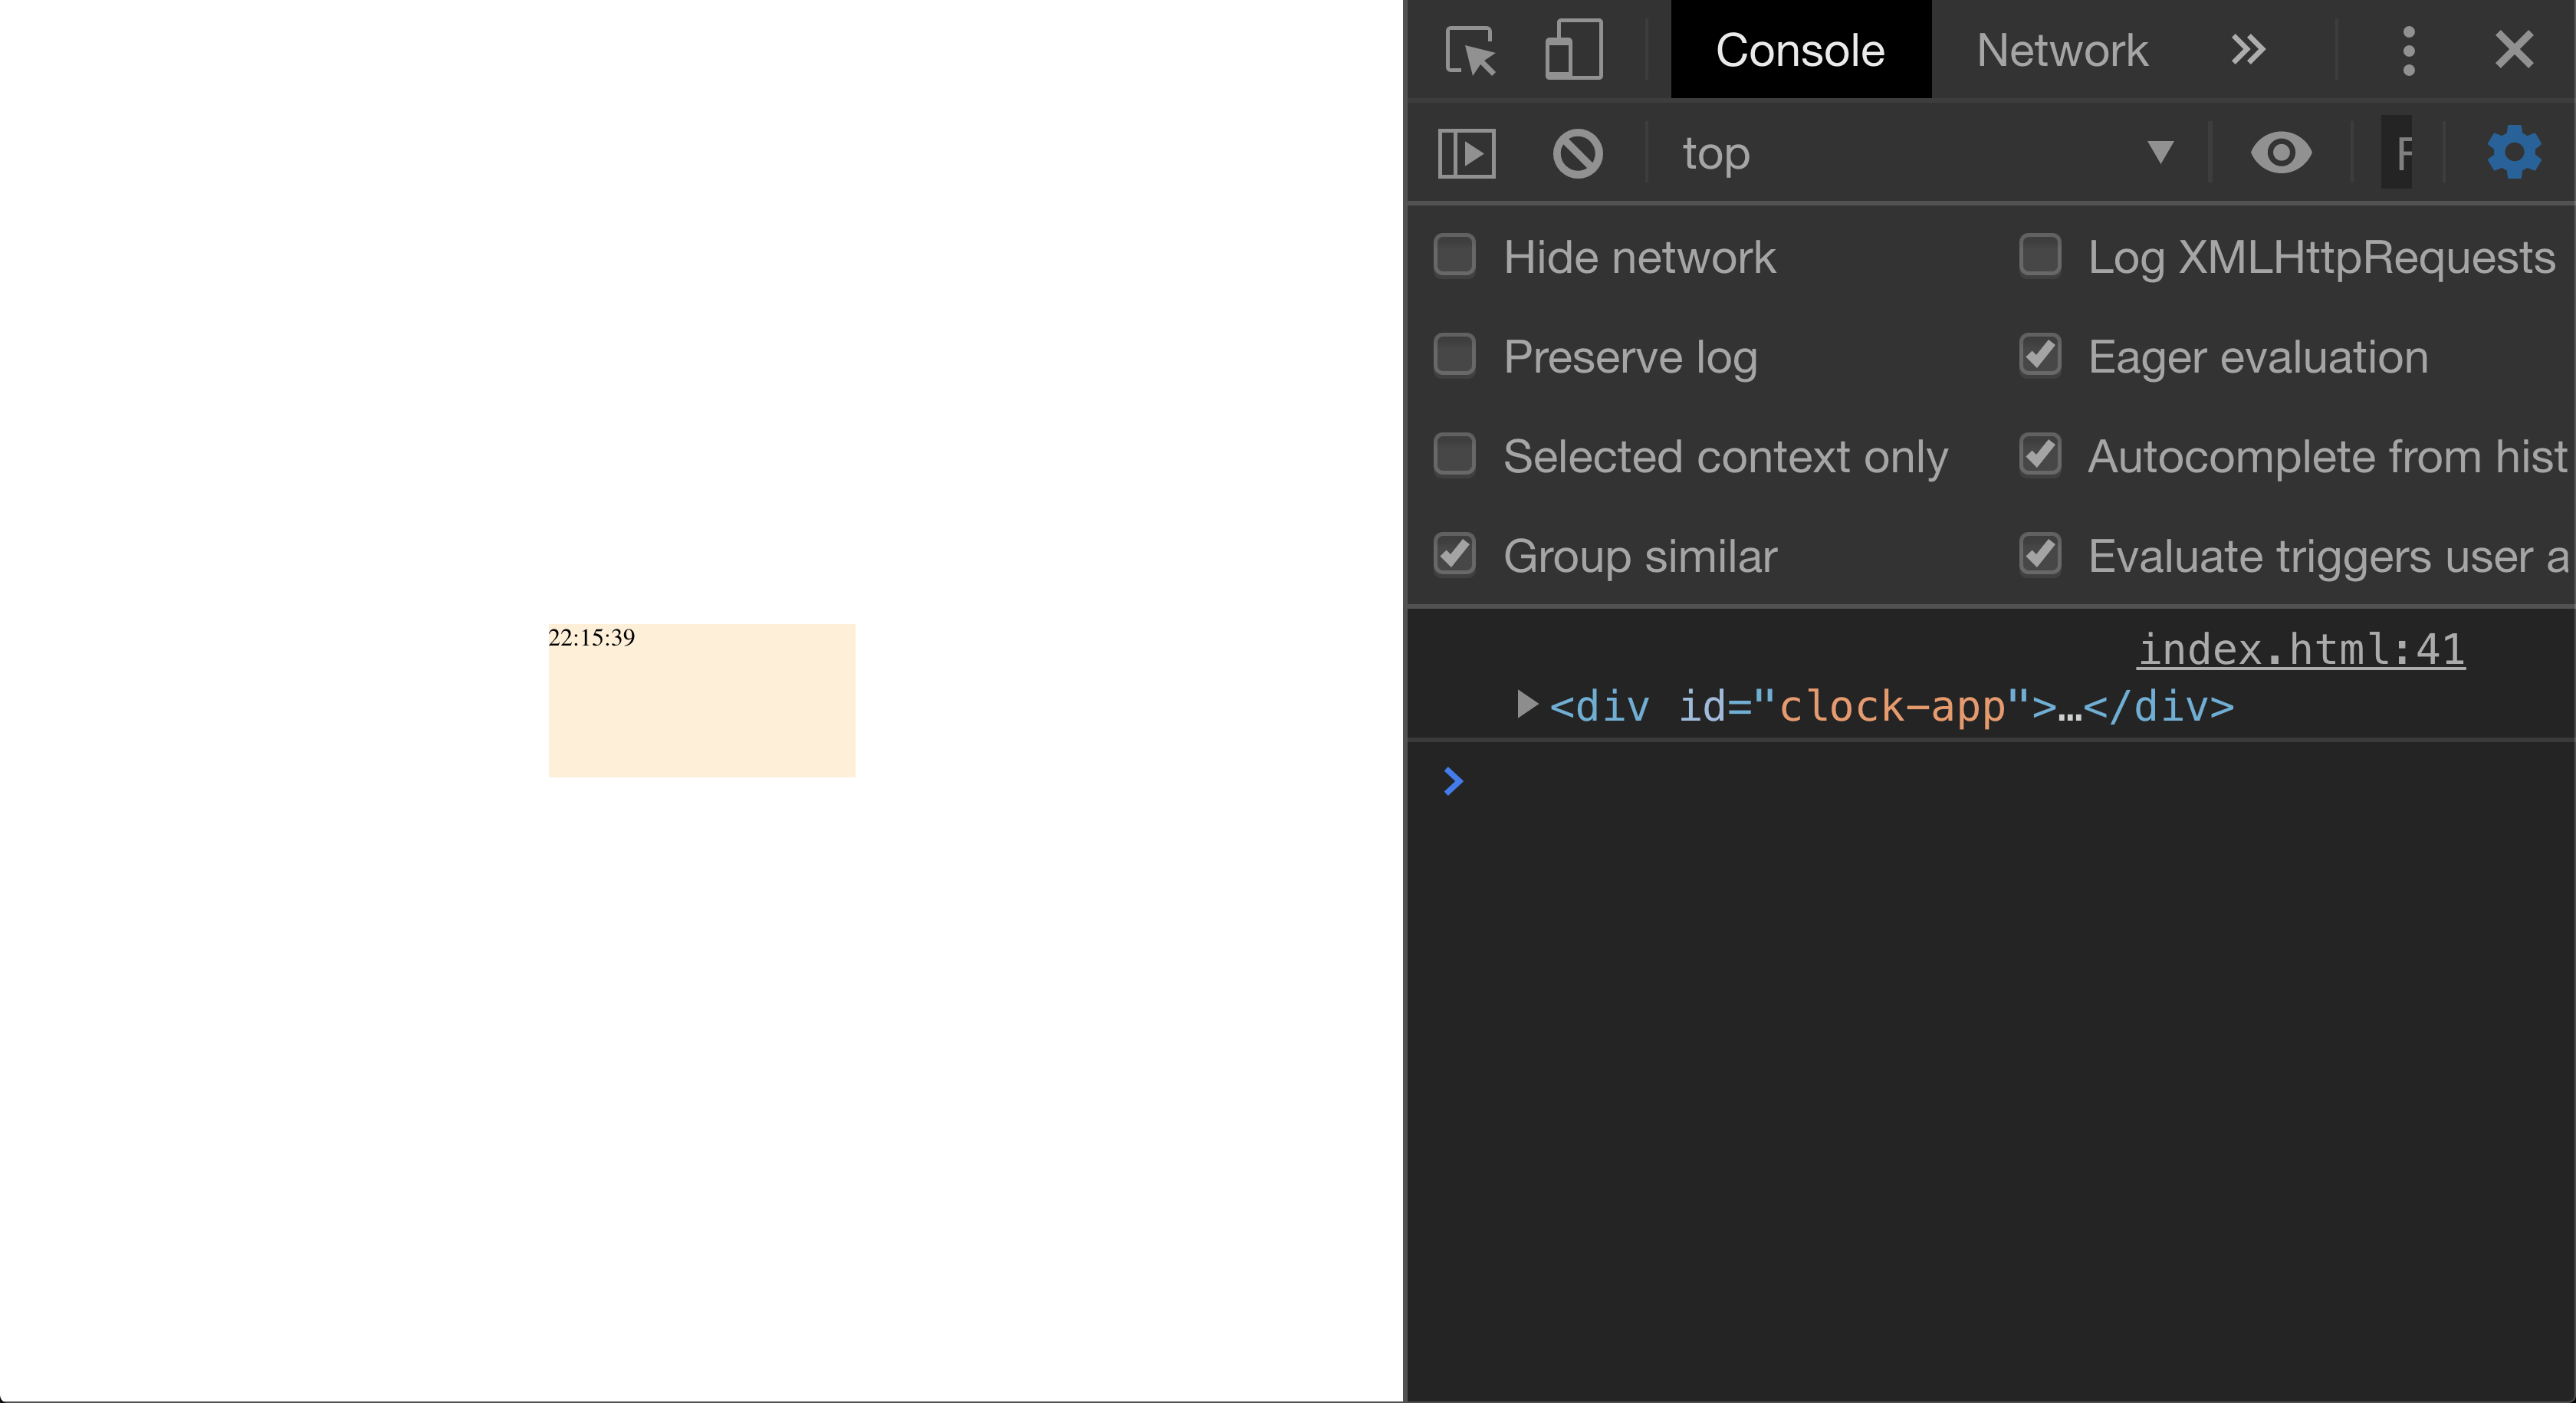 22:15:39
Console Network
top
F
Hide network
Log XMLHttpRequests
Preserve log
Eager evaluation
Selected context only
Autocomplete from hist
Group similar
Evaluate triggers user a
index.html:41
<div id="clock-app">…</div>